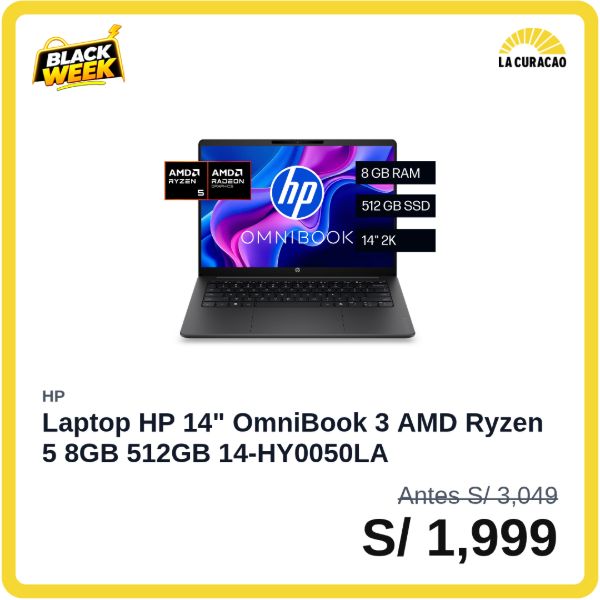 BLACK
WEEK
LA CURACAO
AMD
RYZEN
5
AMD
RADEON
GRAPHICS
hp
OMNIBOOK
8 GB RAM
512 GB SSD
14" 2K
HP
Laptop HP 14" OmniBook 3 AMD Ryzen
5 8GB 512GB 14-HY0050LA
Antes S/ 3,049
S/ 1,999